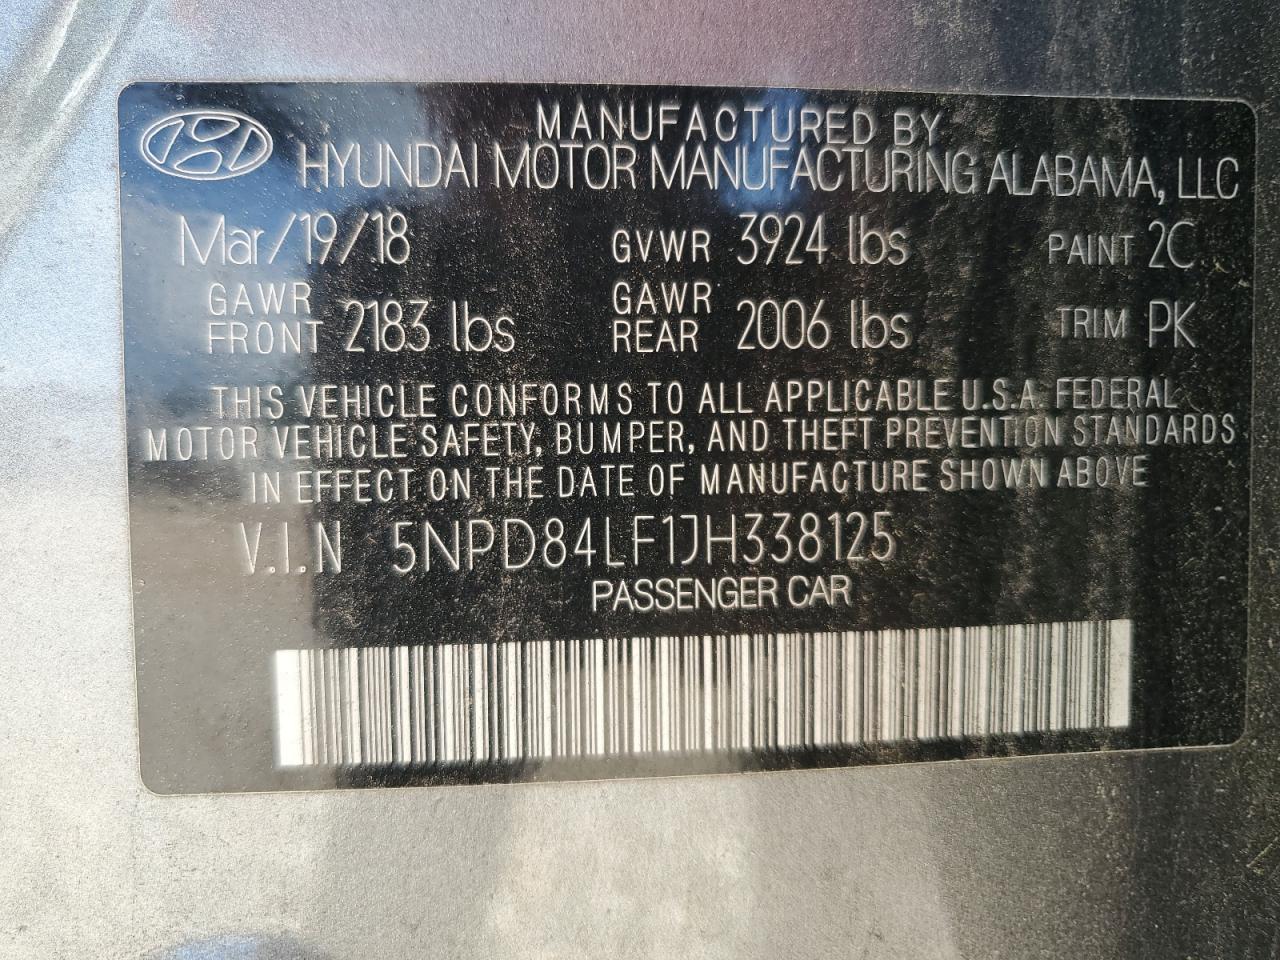 MANUFACTURED BY
HYUNDAI MOTOR MANUFACTURING ALABAMA, LLC
Mar/19/18 GVWR 3924 lbs PAINT 2C
GAWR FRONT 2183 lbs GAWR REAR 2006 lbs TRIM PK
THIS VEHICLE CONFORMS TO ALL APPLICABLE U.S.A. FEDERAL
MOTOR VEHICLE SAFETY, BUMPER, AND THEFT PREVENTION STANDARDS
IN EFFECT ON THE DATE OF MANUFACTURE SHOWN ABOVE
V.I.N 5NPD84LF1JH338125
PASSENGER CAR